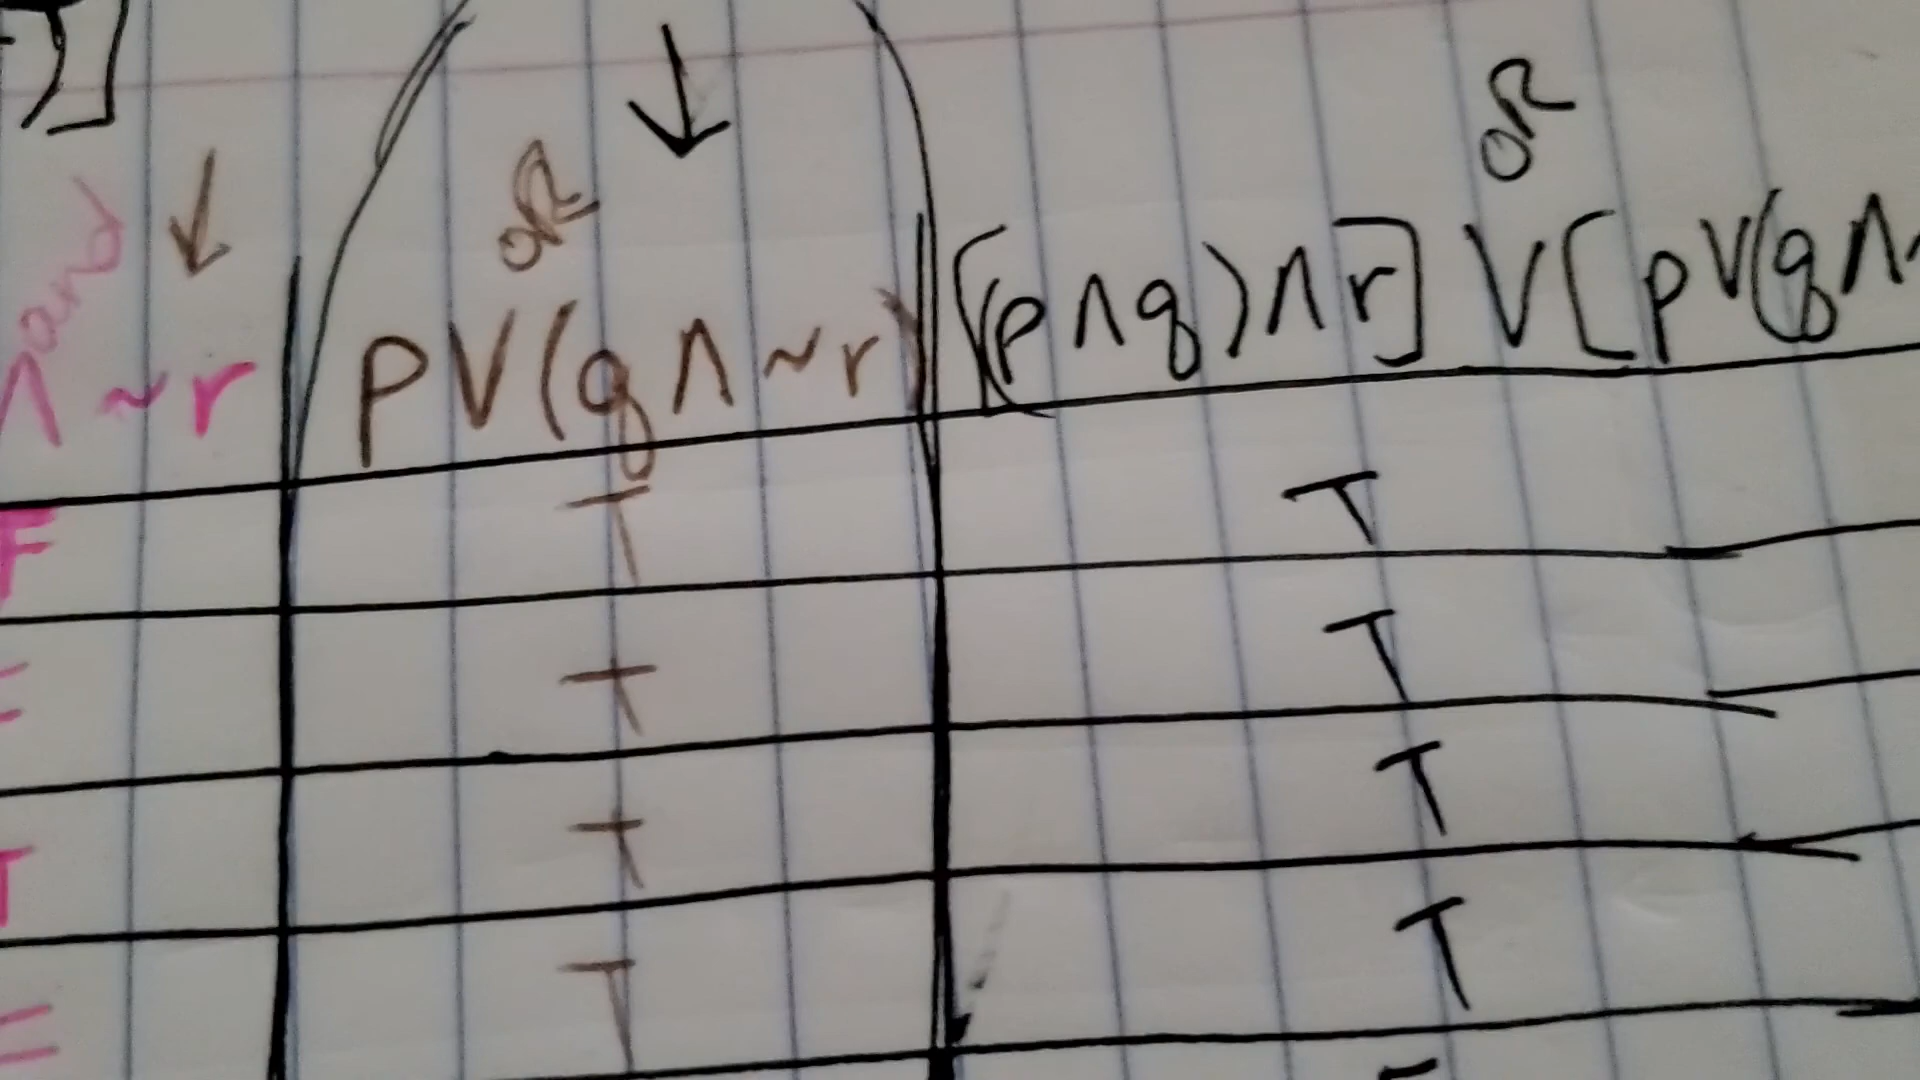 )]
or
or
and
∧ ~r
p∨(q∧~r)
[(p∧q)∧r]∨[p∨(q∧
F
T
T
T
T
T
T
T
T
T